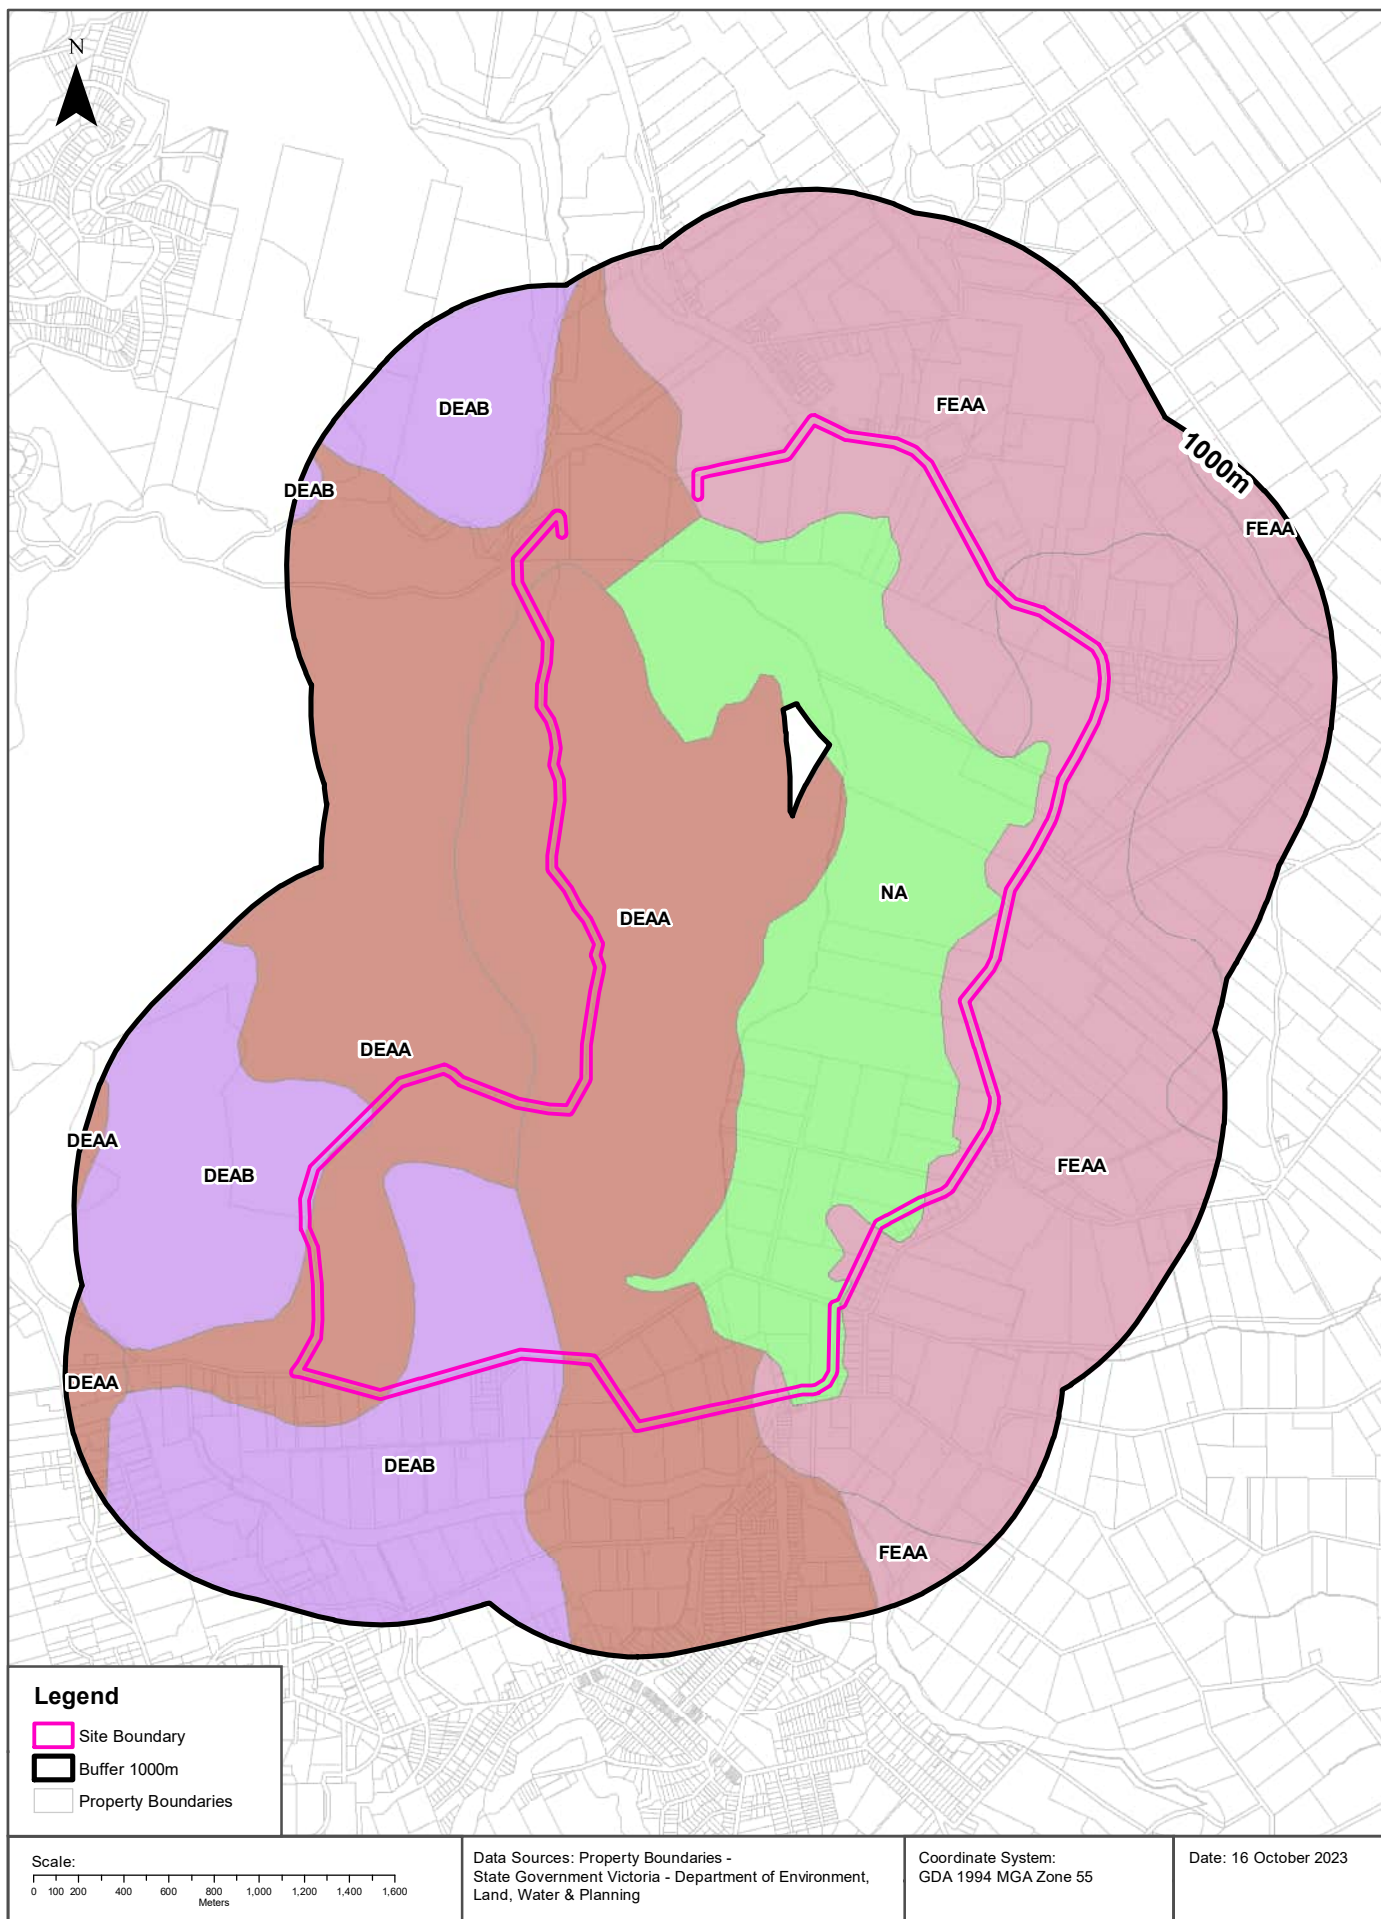 N
DEAB
FEAA
1000m
DEAB
FEAA
NA
DEAA
DEAA
DEAA
DEAB
FEAA
DEAA
DEAB
FEAA
Legend
Site Boundary
Buffer 1000m
Property Boundaries
Scale:
0 100 200 400 600 800 1,000 1,200 1,400 1,600
Meters
Data Sources: Property Boundaries -
State Government Victoria - Department of Environment,
Land, Water & Planning
Coordinate System:
GDA 1994 MGA Zone 55
Date: 16 October 2023